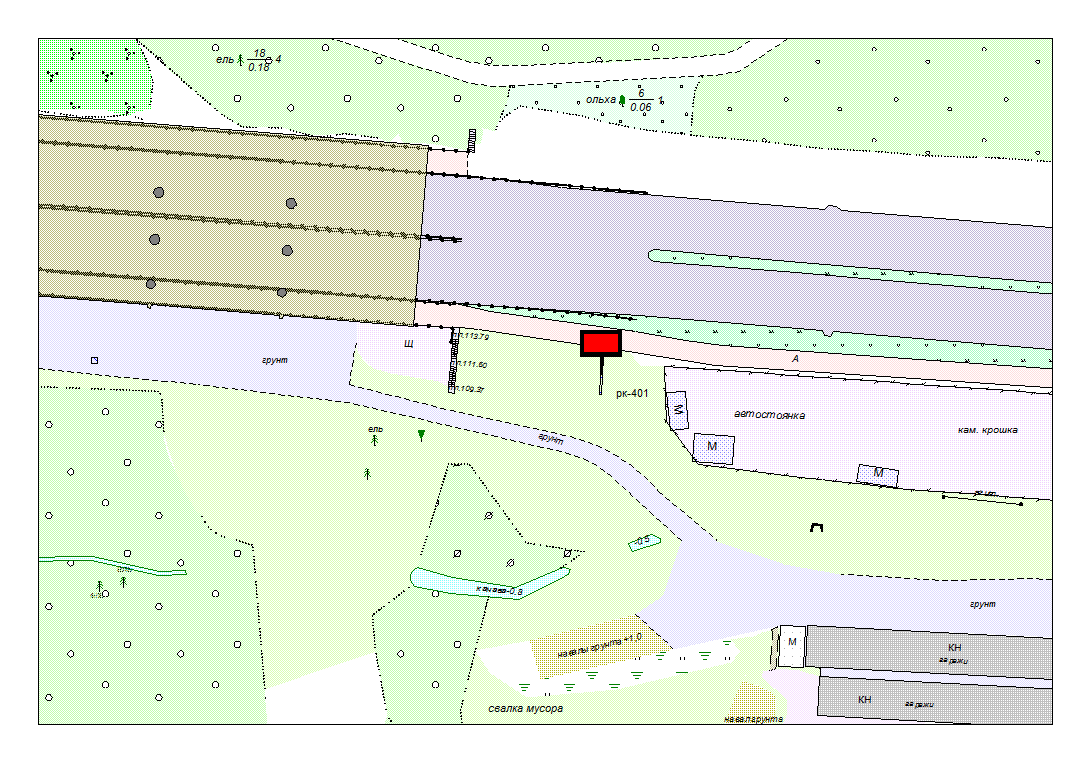 ель 18 4
0.18
ольха 6 1
0.06
п.113.79
Щ
п.111.60
грунт
А
п.109.37
рк-401
М
автостоянка
кам. крошка
ель
грунт
М
М
-0.5
канава-0.8
грунт
навалы грунта +1.0
М
КН
гаражи
КН
гаражи
свалка мусора
навал грунта